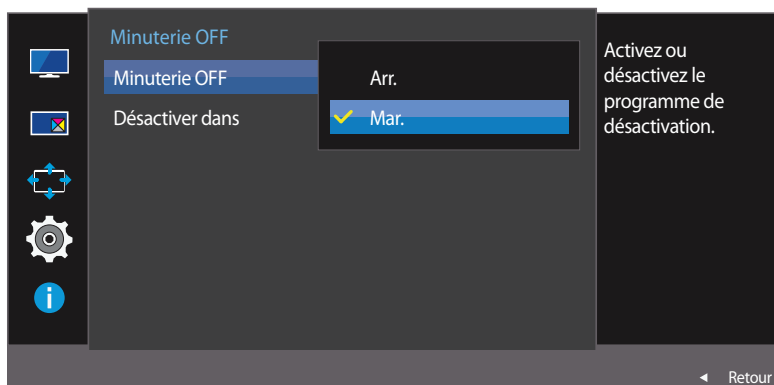 Minuterie OFF
Minuterie OFF
Arr.
Désactiver dans
Mar.
Activez ou
désactivez le
programme de
désactivation.
i
Retour